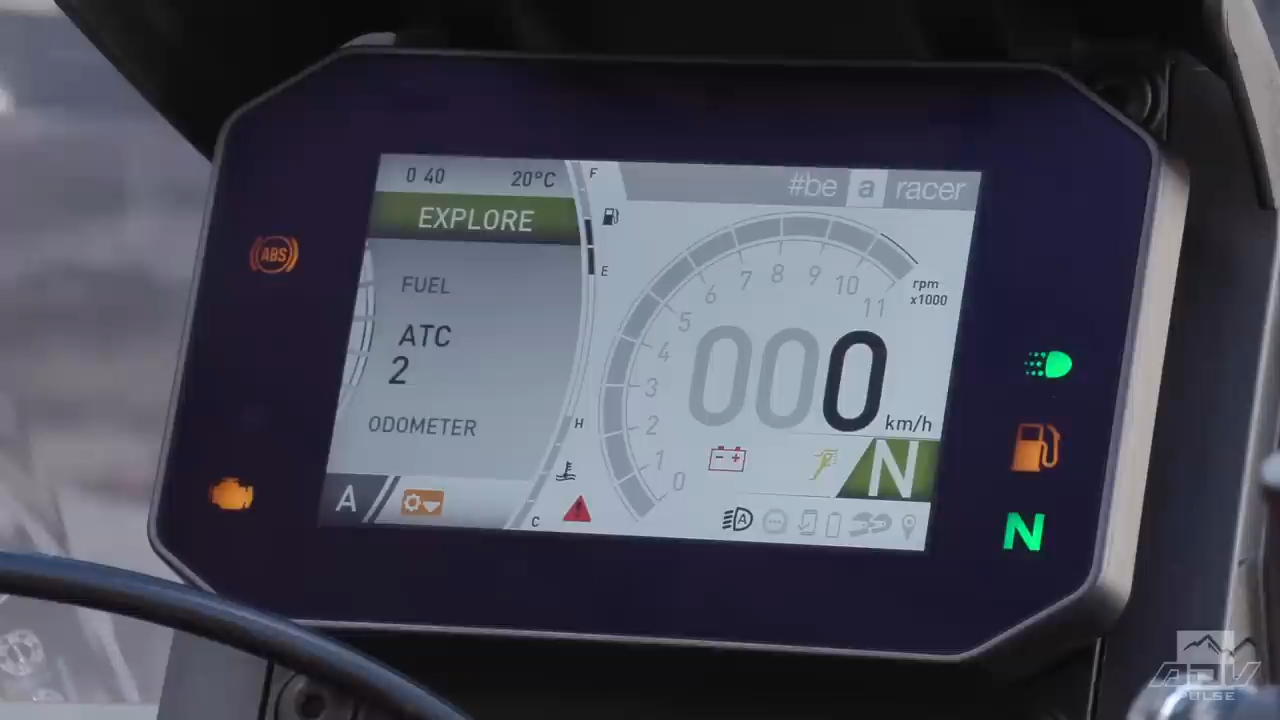 0 40 20°C
EXPLORE
FUEL
ATC
2
ODOMETER
A
F
E
H
C
#be a racer
0 1 2 3 4 5 6 7 8 9 10 11
rpm
x1000
000
km/h
N
A
ABS
N
ADV
PULSE